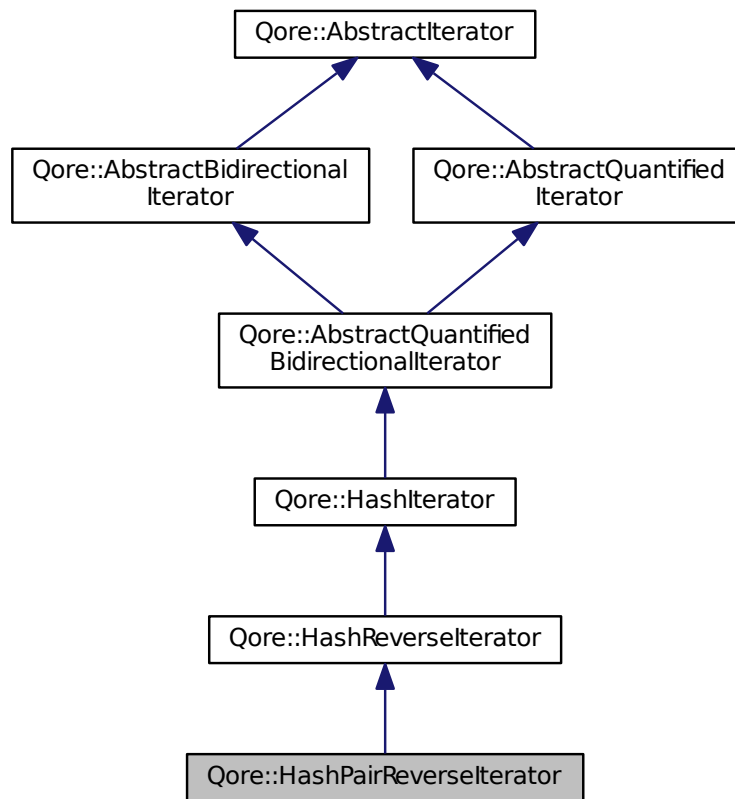 Qore::AbstractIterator
Qore::AbstractBidirectional
Iterator
Qore::AbstractQuantified
Iterator
Qore::AbstractQuantified
BidirectionalIterator
Qore::HashIterator
Qore::HashReverseIterator
Qore::HashPairReverseIterator